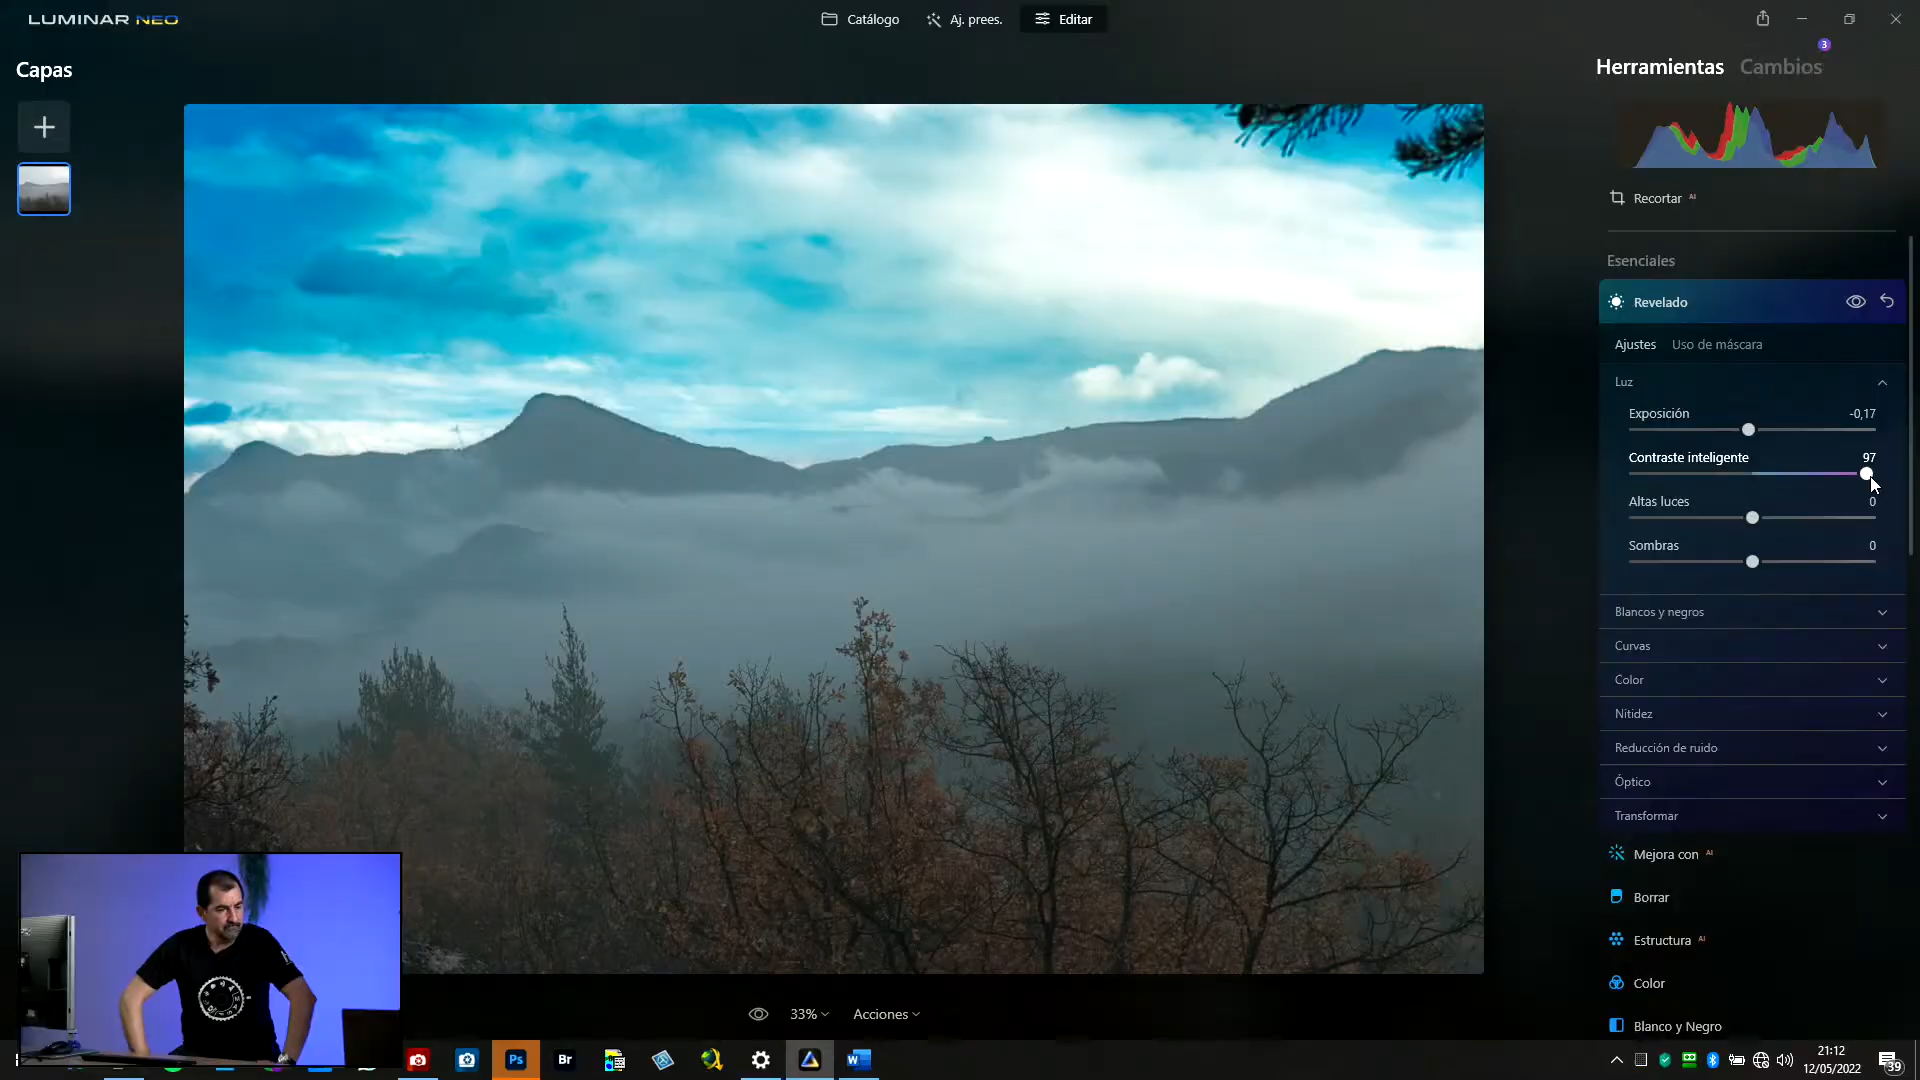 LUMINAR NEO
Catálogo
Aj. prees.
Editar
Capas
Herramientas
Cambios
3
Recortar AI
Esenciales
Revelado
Ajustes
Uso de máscara
Luz
Exposición
-0,17
Contraste inteligente
97
Altas luces
0
Sombras
0
Blancos y negros
Curvas
Color
Nitidez
Reducción de ruido
Óptico
Transformar
Mejora con AI
Borrar
Estructura AI
Color
Blanco y Negro
33%
Acciones
Ps
Br
W
21:12
12/05/2022
39